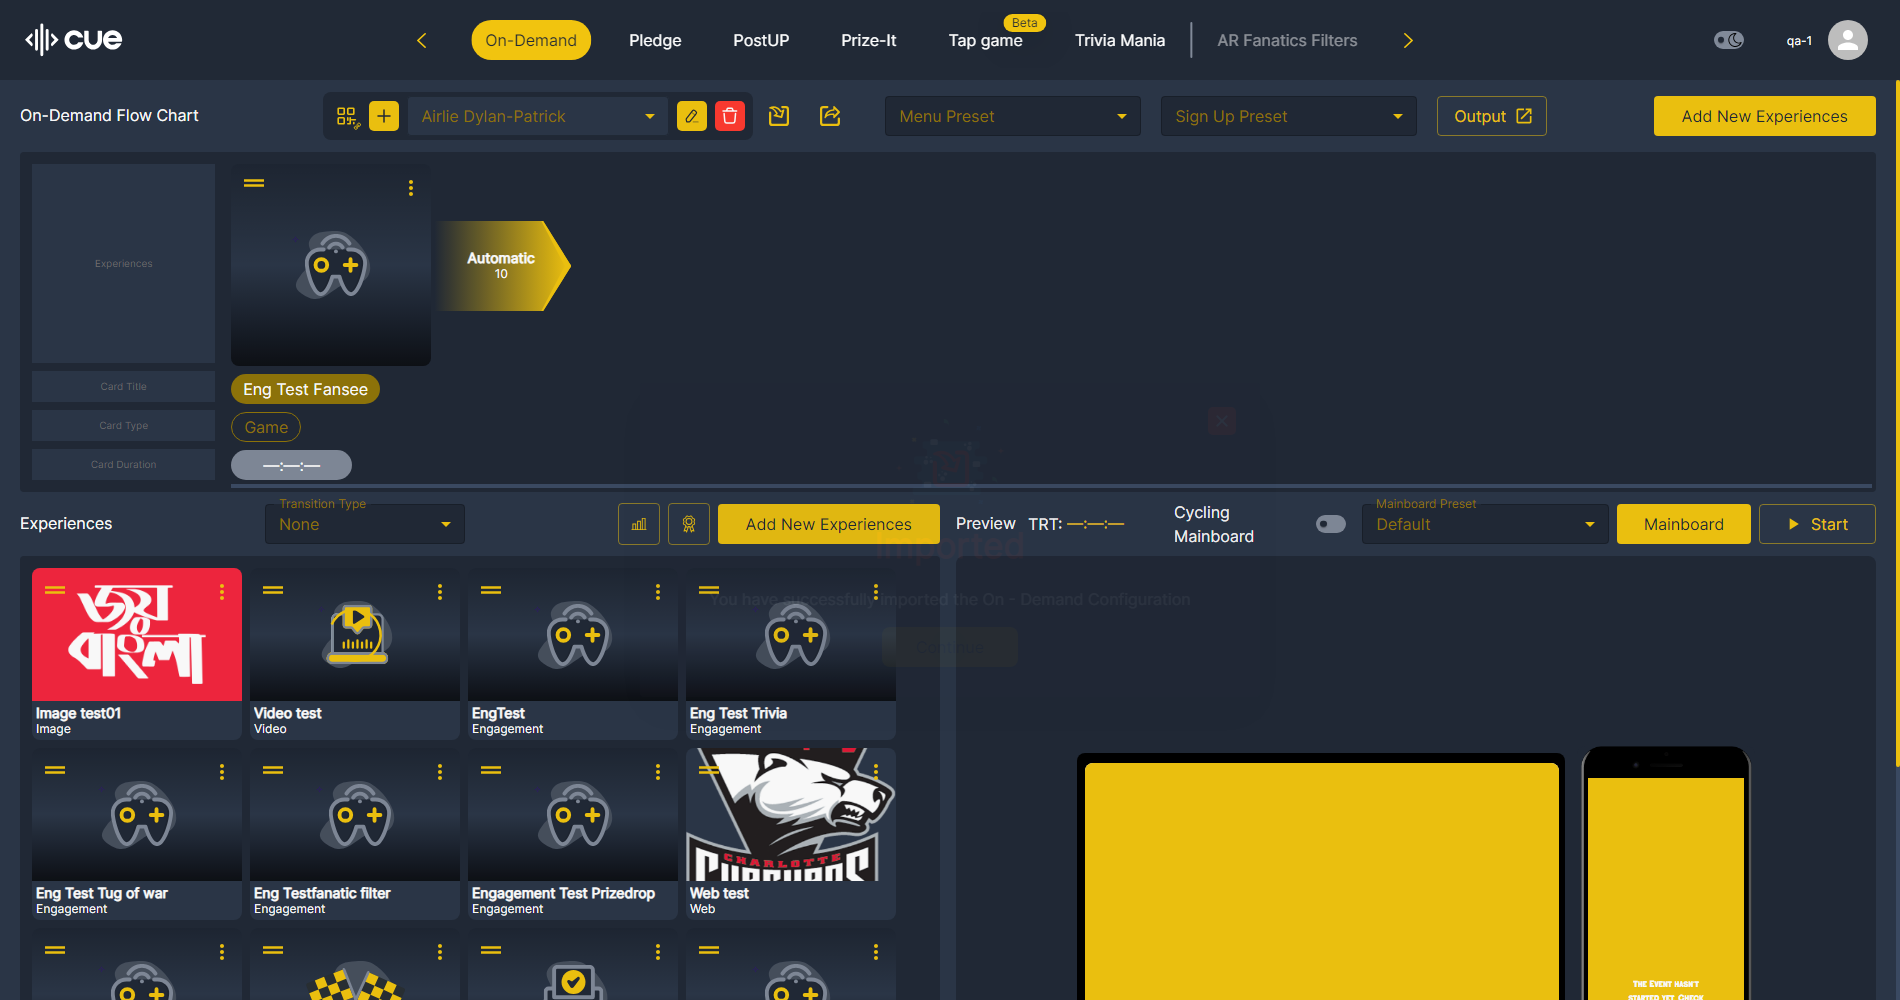 cue
On-Demand
Pledge
PostUP
Prize-It
Tap game
Beta
Trivia Mania
AR Fanatics Filters
qa-1
On-Demand Flow Chart
Airlie Dylan-Patrick
Menu Preset
Sign Up Preset
Output
Add New Experiences
Experiences
Automatic
10
Card Title
Eng Test Fansee
Card Type
Game
Card Duration
—:—:—
Experiences
Transition Type
None
Add New Experiences
Preview
TRT: —:—:—
Cycling
Mainboard
Mainboard Preset
Default
Mainboard
Start
Imported
You have successfully imported the On - Demand Configuration
Continue
জয়
বাংলা
Image test01
Image
Video test
Video
EngTest
Engagement
Eng Test Trivia
Engagement
Eng Test Tug of war
Engagement
Eng Testfanatic filter
Engagement
Engagement Test Prizedrop
Engagement
CHARLOTTE
Web test
Web
The Event hasn't
started yet. Check